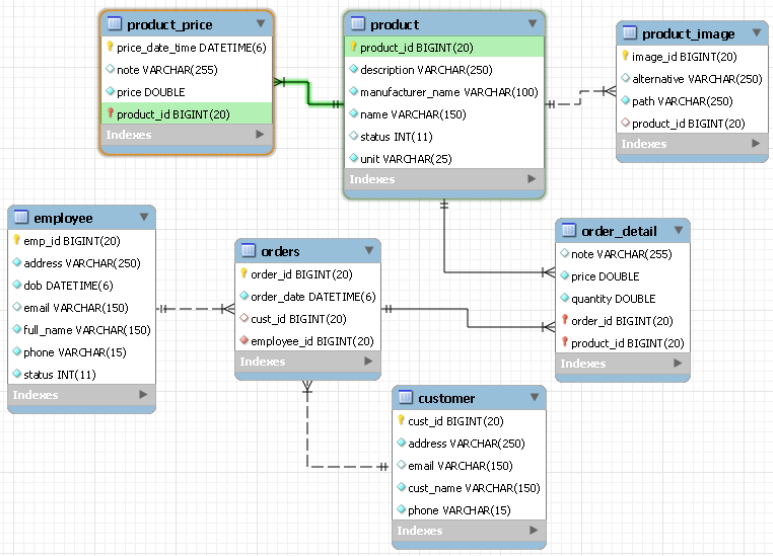 product_price
price_date_time DATETIME(6)
note VARCHAR(255)
price DOUBLE
product_id BIGINT(20)
Indexes
product
product_id BIGINT(20)
description VARCHAR(250)
manufacturer_name VARCHAR(100)
name VARCHAR(150)
status INT(11)
unit VARCHAR(25)
Indexes
product_image
image_id BIGINT(20)
alternative VARCHAR(250)
path VARCHAR(250)
product_id BIGINT(20)
Indexes
employee
emp_id BIGINT(20)
address VARCHAR(250)
dob DATETIME(6)
email VARCHAR(150)
full_name VARCHAR(150)
phone VARCHAR(15)
status INT(11)
Indexes
orders
order_id BIGINT(20)
order_date DATETIME(6)
cust_id BIGINT(20)
employee_id BIGINT(20)
Indexes
order_detail
note VARCHAR(255)
price DOUBLE
quantity DOUBLE
order_id BIGINT(20)
product_id BIGINT(20)
Indexes
customer
cust_id BIGINT(20)
address VARCHAR(250)
email VARCHAR(150)
cust_name VARCHAR(150)
phone VARCHAR(15)
Indexes